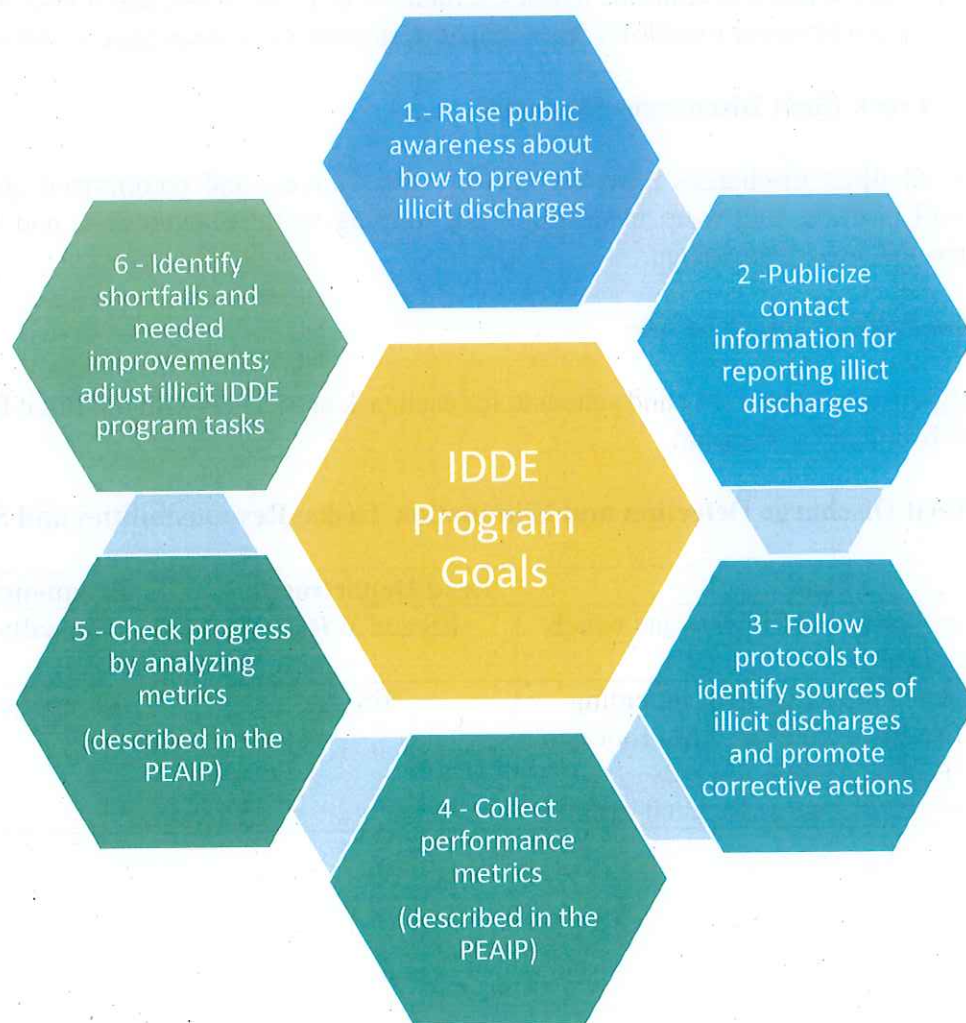 1 - Raise public
awareness about
how to prevent
illicit discharges
2 -Publicize
contact
information for
reporting illict
discharges
3 - Follow
protocols to
identify sources of
illicit discharges
and promote
corrective actions
4 - Collect
performance
metrics
(described in the
PEAIP)
5 - Check progress
by analyzing
metrics
(described in the
PEAIP)
6 - Identify
shortfalls and
needed
improvements;
adjust illicit IDDE
program tasks
IDDE
Program
Goals